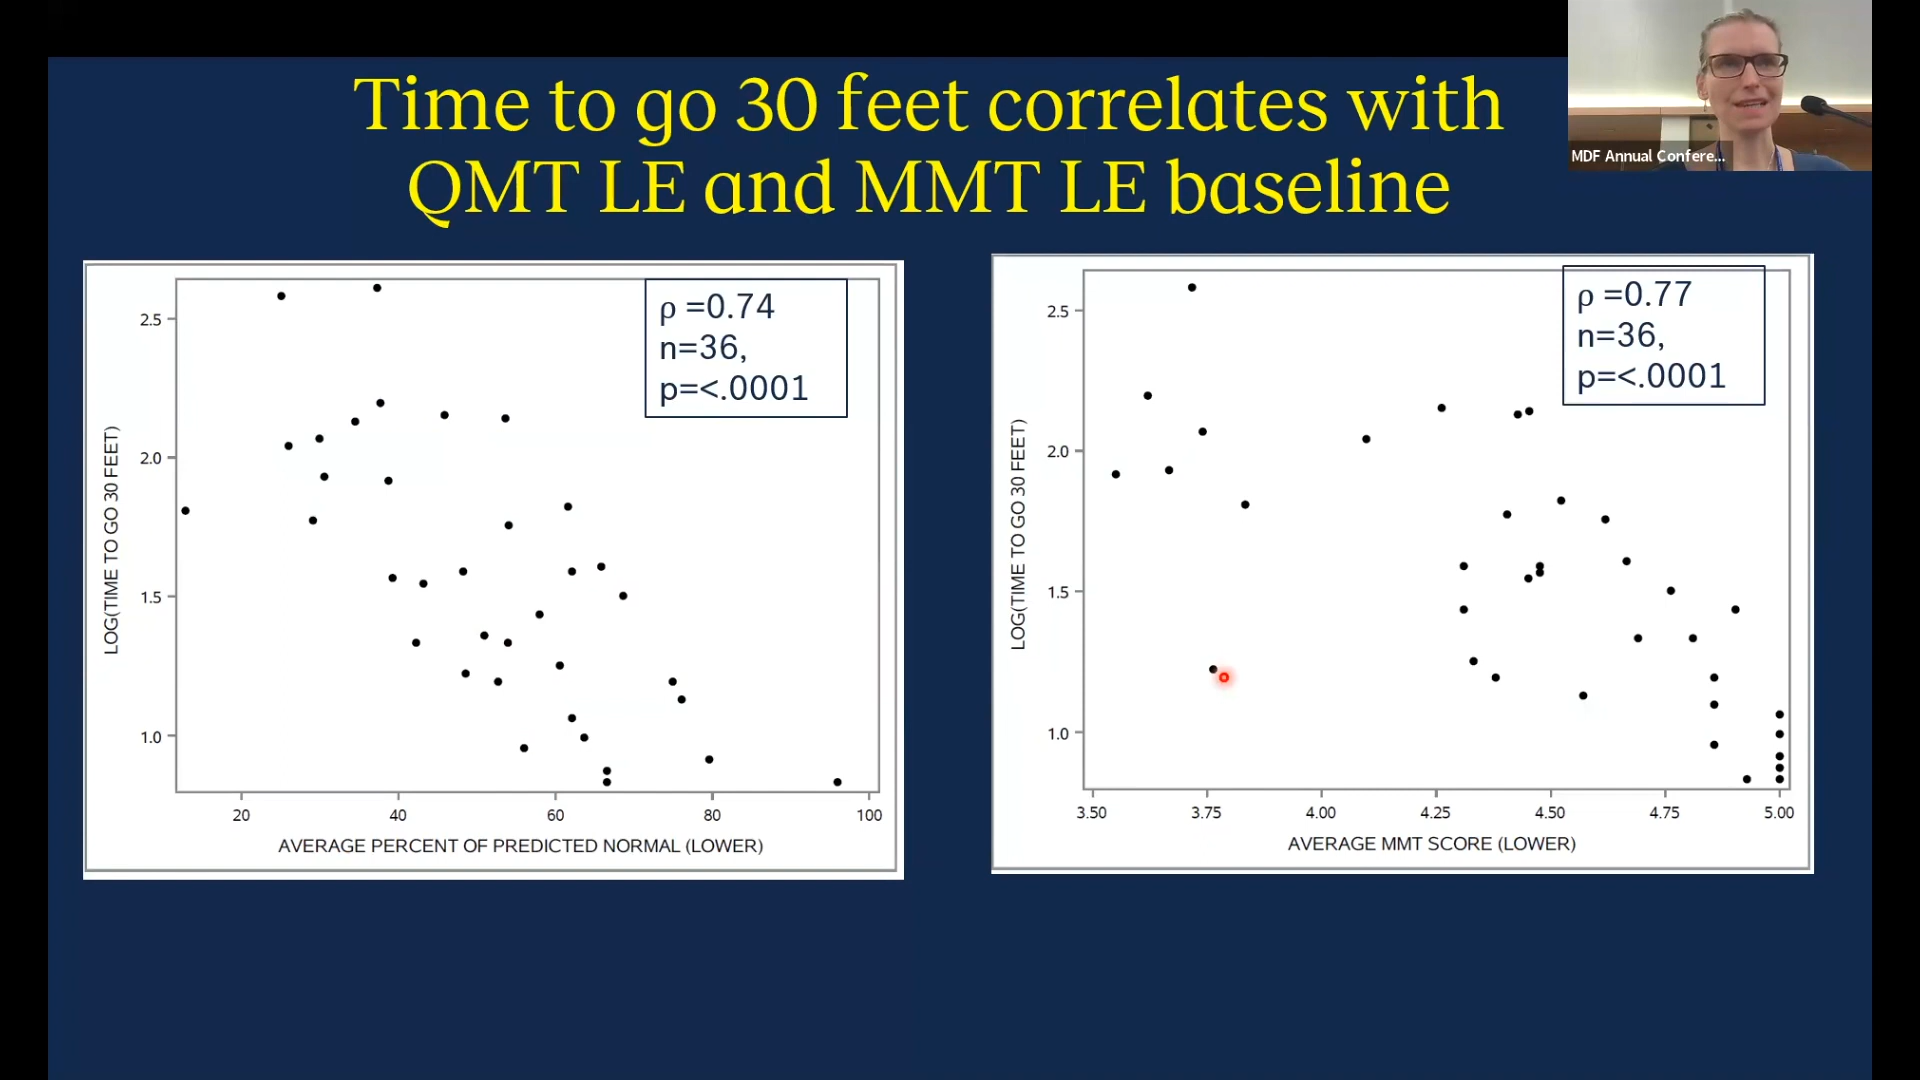 Time to go 30 feet correlates with
QMT LE and MMT LE baseline
MDF Annual Confere...
ρ =0.74
n=36,
p=<.0001
LOG(TIME TO GO 30 FEET)
2.5
2.0
1.5
1.0
20 40 60 80 100
AVERAGE PERCENT OF PREDICTED NORMAL (LOWER)
ρ =0.77
n=36,
p=<.0001
LOG(TIME TO GO 30 FEET)
2.5
2.0
1.5
1.0
3.50 3.75 4.00 4.25 4.50 4.75 5.00
AVERAGE MMT SCORE (LOWER)